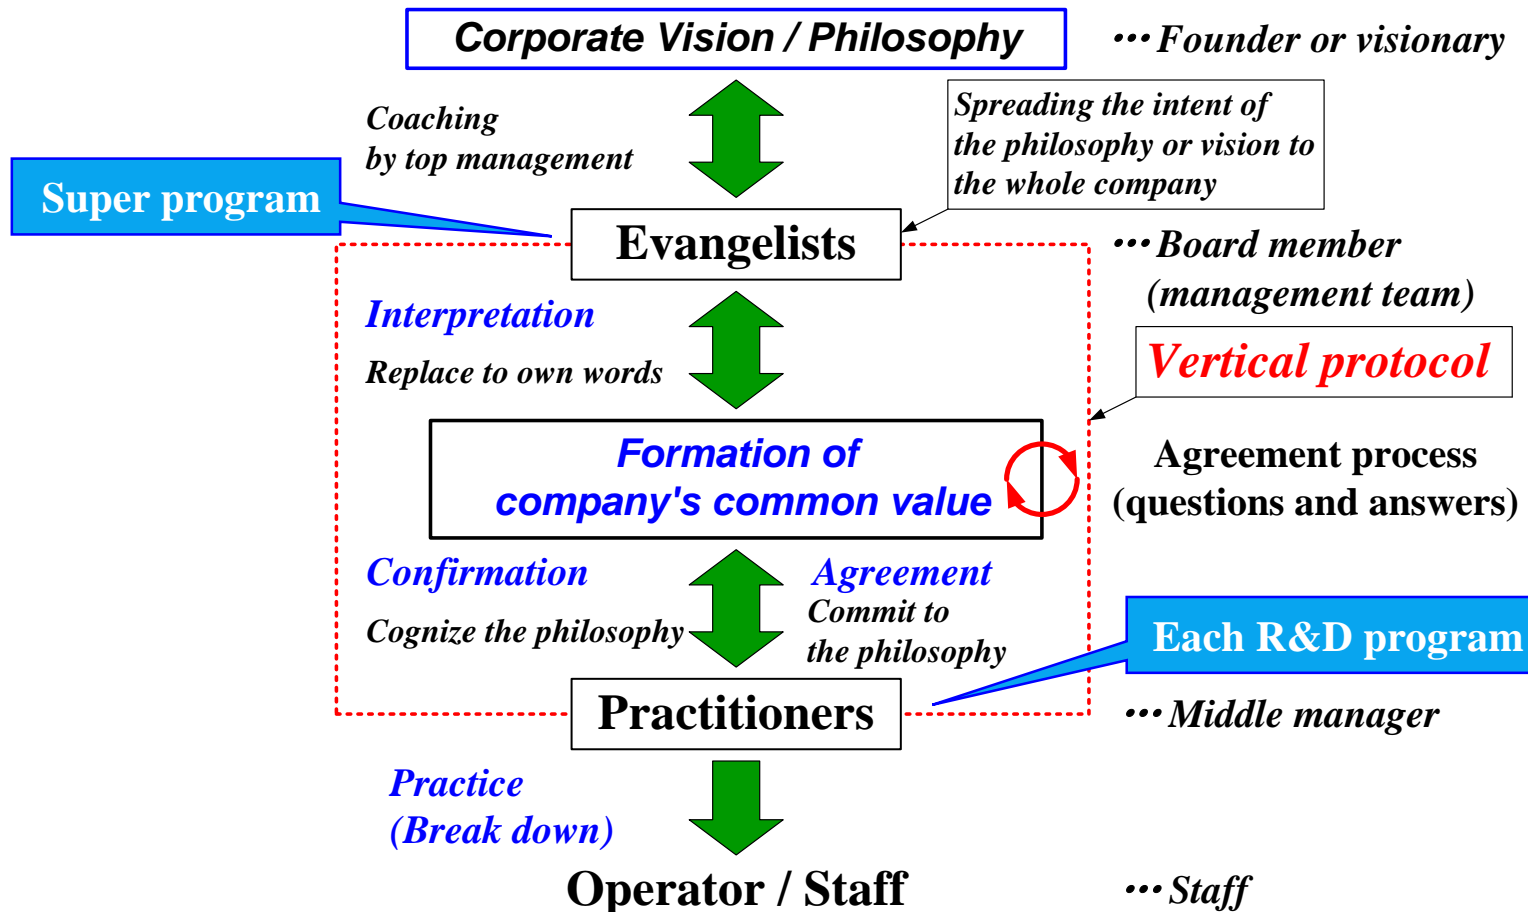 Corporate Vision / Philosophy
••• Founder or visionary
Coaching
by top management
Spreading the intent of
the philosophy or vision to
the whole company
Super program
Evangelists
••• Board member
(management team)
Interpretation
Replace to own words
Vertical protocol
Formation of
company's common value
Agreement process
(questions and answers)
Confirmation
Cognize the philosophy
Agreement
Commit to
the philosophy
Each R&D program
Practitioners
••• Middle manager
Practice
(Break down)
Operator / Staff
••• Staff